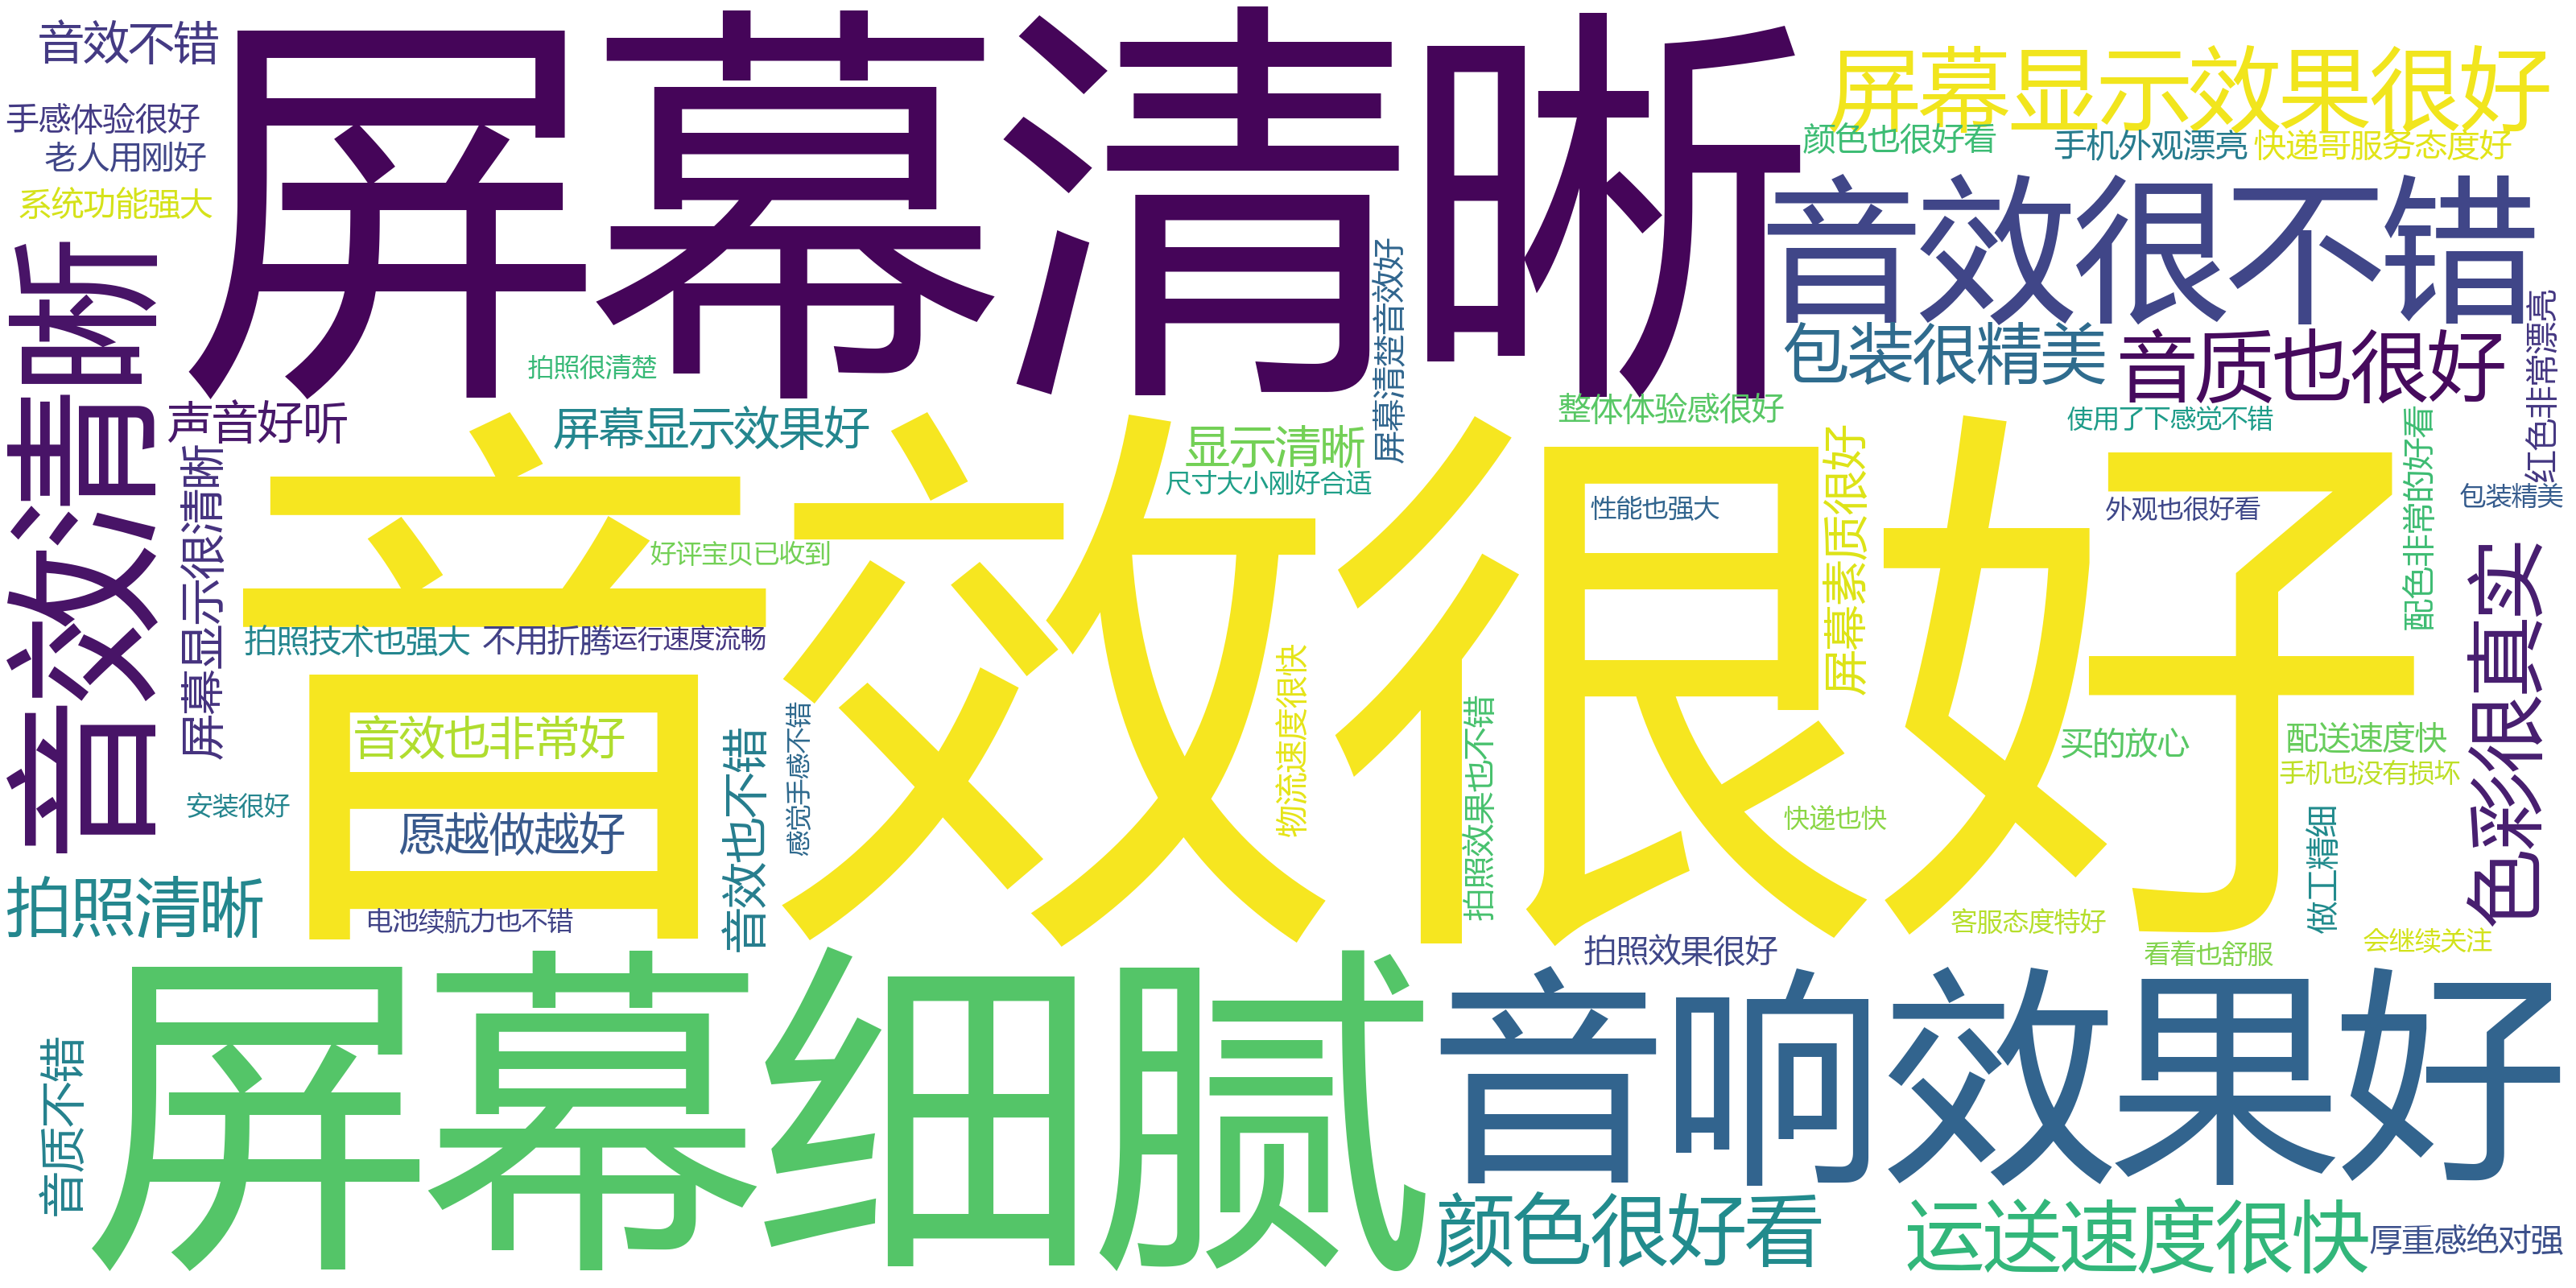 音效不错
屏幕清晰
屏幕显示效果很好
手感体验很好
颜色也很好看
手机外观漂亮
快递哥服务态度好
老人用刚好
系统功能强大
音效很不错
音效清晰
屏幕清楚音效好
红色非常漂亮
包装很精美
音质也很好
拍照很清楚
声音好听
屏幕显示效果好
显示清晰
整体体验感很好
使用了下感觉不错
配色非常的好看
屏幕显示很清晰
音效很好
尺寸大小刚好合适
性能也强大
屏幕素质很好
外观也很好看
包装精美
好评宝贝已收到
色彩很真实
拍照技术也强大
不用折腾运行速度流畅
物流速度很快
拍照效果也不错
音效也非常好
音效也不错
感觉手感不错
买的放心
配送速度快
手机也没有损坏
安装很好
愿越做越好
快递也快
做工精细
拍照清晰
电池续航力也不错
客服态度特好
拍照效果很好
看着也舒服
会继续关注
屏幕细腻
音响效果好
音质不错
颜色很好看
运送速度很快
厚重感绝对强